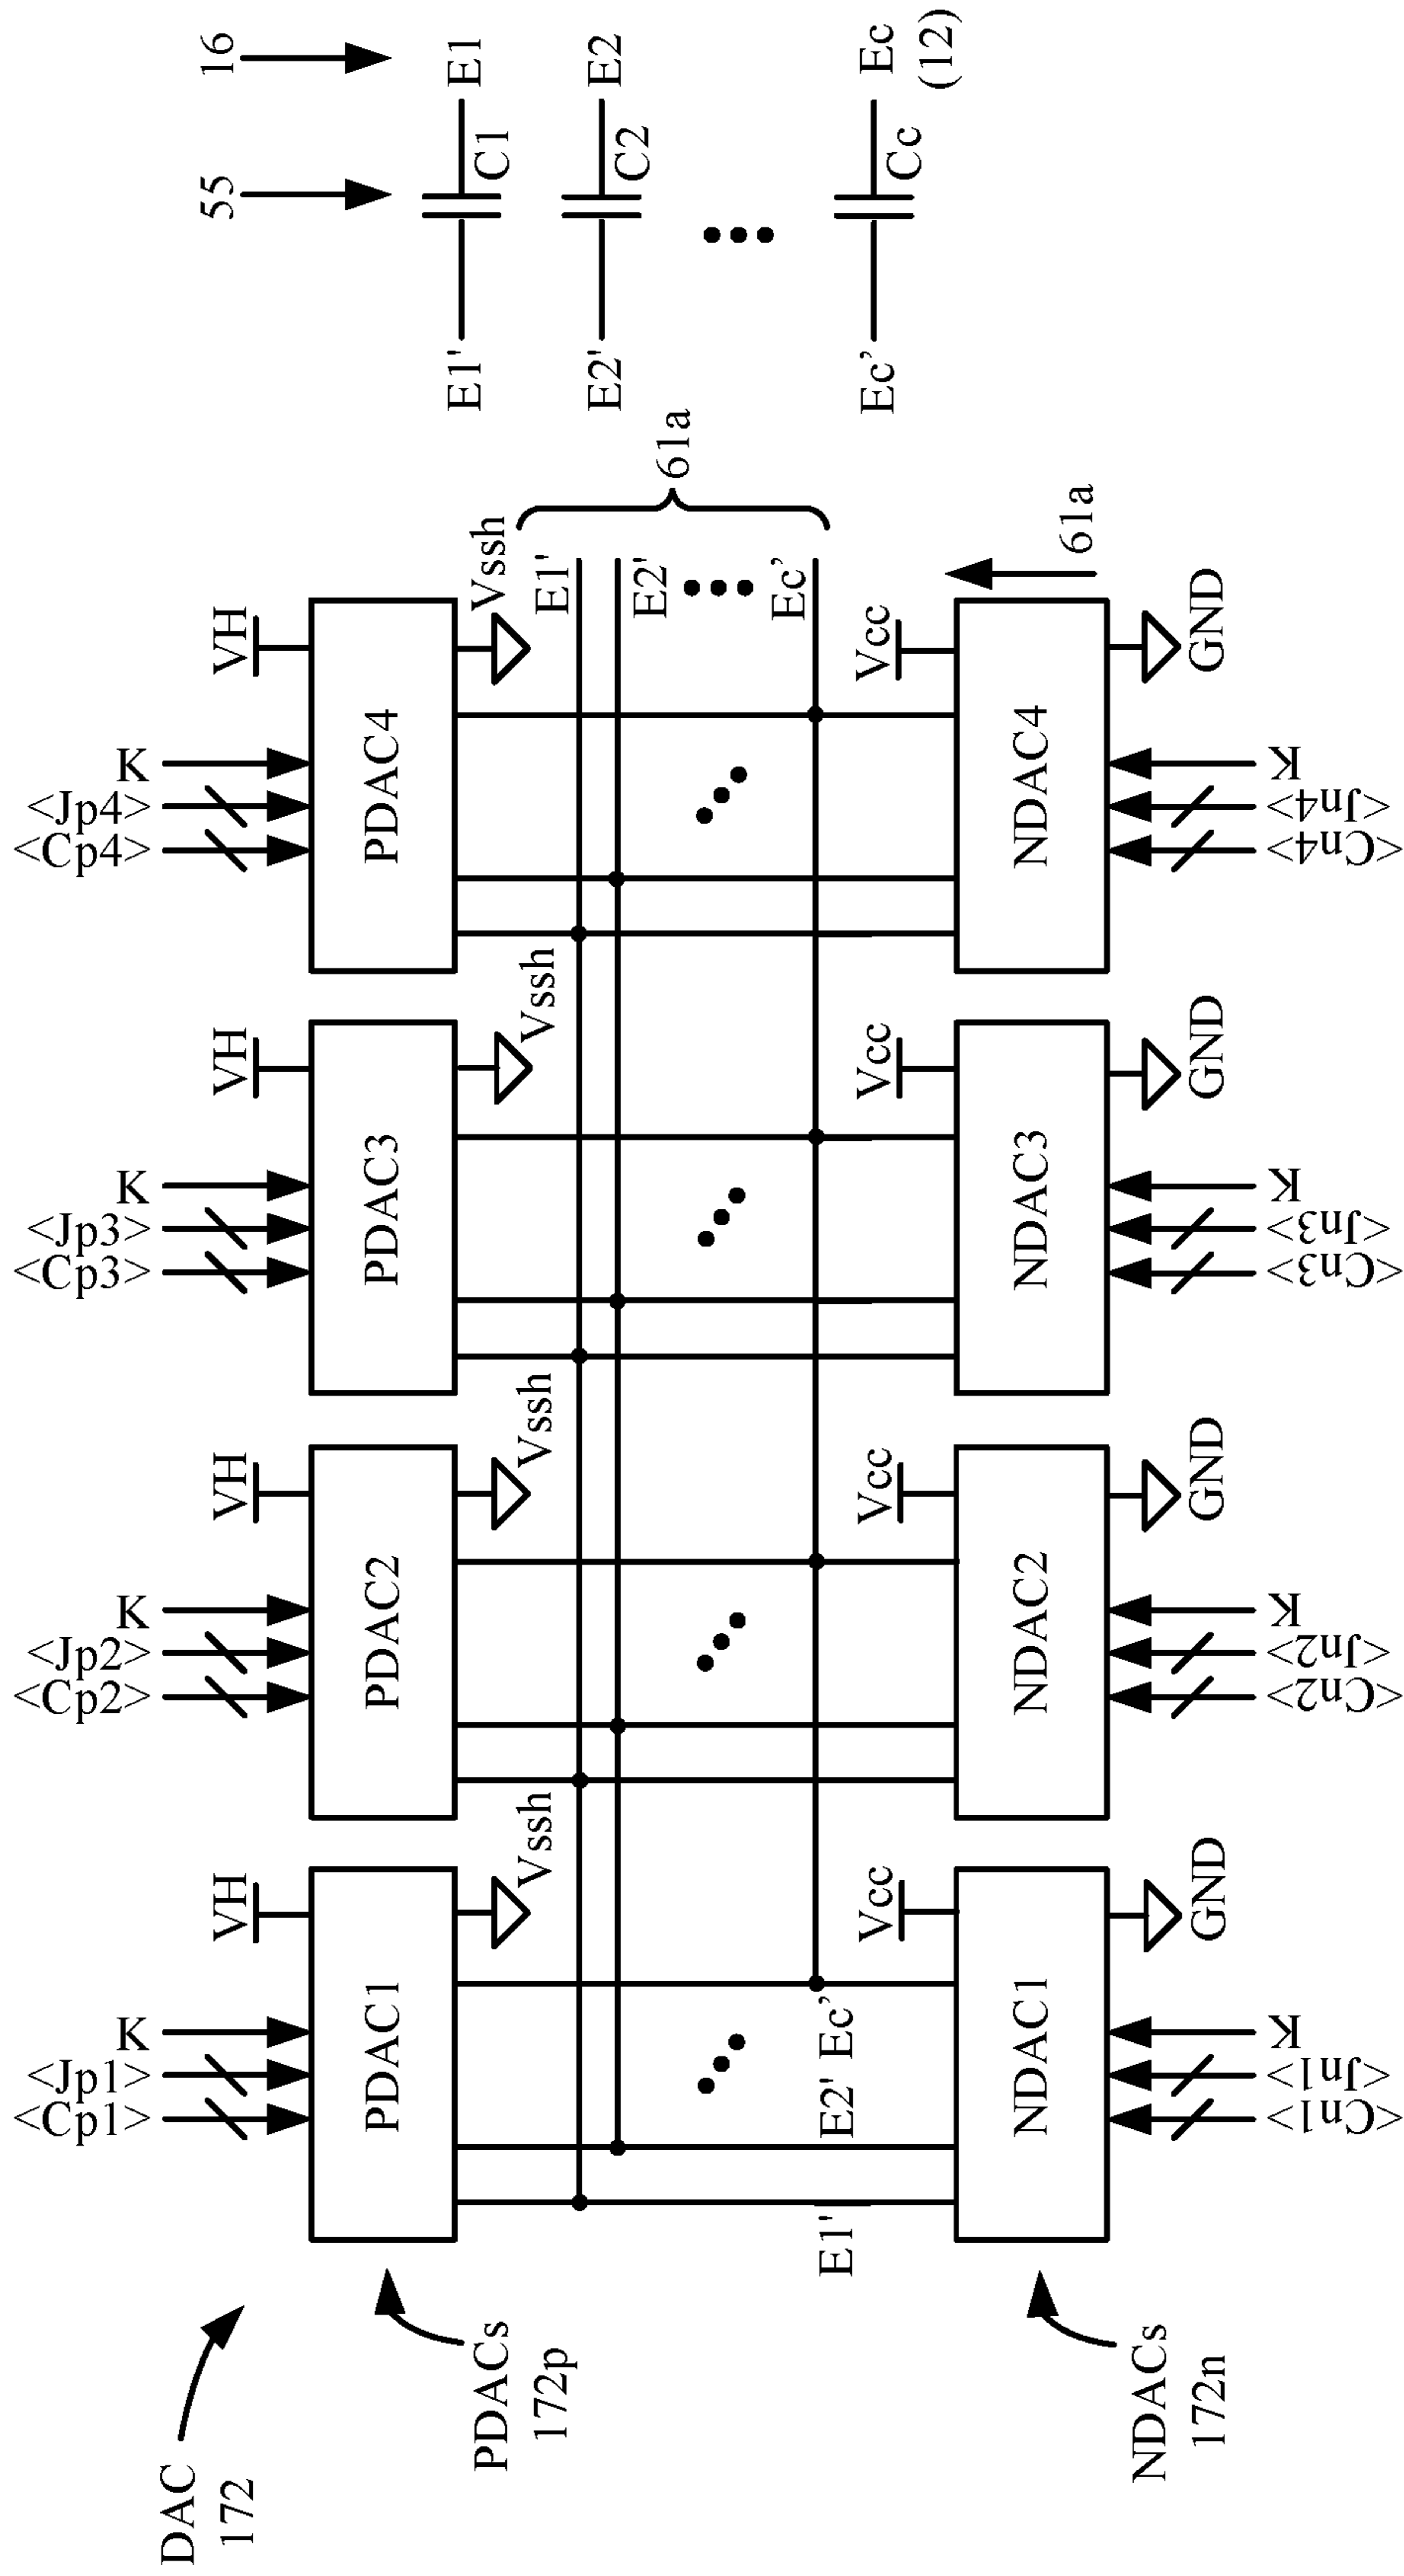 DAC
172
PDACs
172p
NDACs
172n
<Cp1>
<Jp1>
K
VH
PDAC1
Vssh
<Cp2>
<Jp2>
K
VH
PDAC2
Vssh
<Cp3>
<Jp3>
K
VH
PDAC3
Vssh
<Cp4>
<Jp4>
K
VH
PDAC4
Vssh
E1'
E2'
Ec’
61a
E1'
E2'
Ec’
Vcc
NDAC1
GND
<Cn1>
<Jn1>
K
Vcc
NDAC2
GND
<Cn2>
<Jn2>
K
Vcc
NDAC3
GND
<Cn3>
<Jn3>
K
Vcc
NDAC4
GND
<Cn4>
<Jn4>
K
61a
55
16
E1'
C1
E1
E2'
C2
E2
Ec’
Cc
Ec
(12)